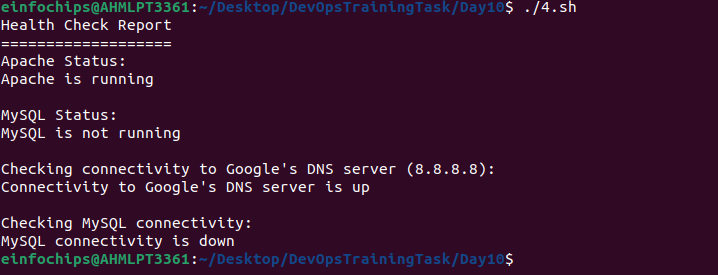 einfochips@AHMLPT3361:~/Desktop/DevOpsTrainingTask/Day10$ ./4.sh
Health Check Report
===================
Apache Status:
Apache is running
MySQL Status:
MySQL is not running
Checking connectivity to Google's DNS server (8.8.8.8):
Connectivity to Google's DNS server is up
Checking MySQL connectivity:
MySQL connectivity is down
einfochips@AHMLPT3361:~/Desktop/DevOpsTrainingTask/Day10$